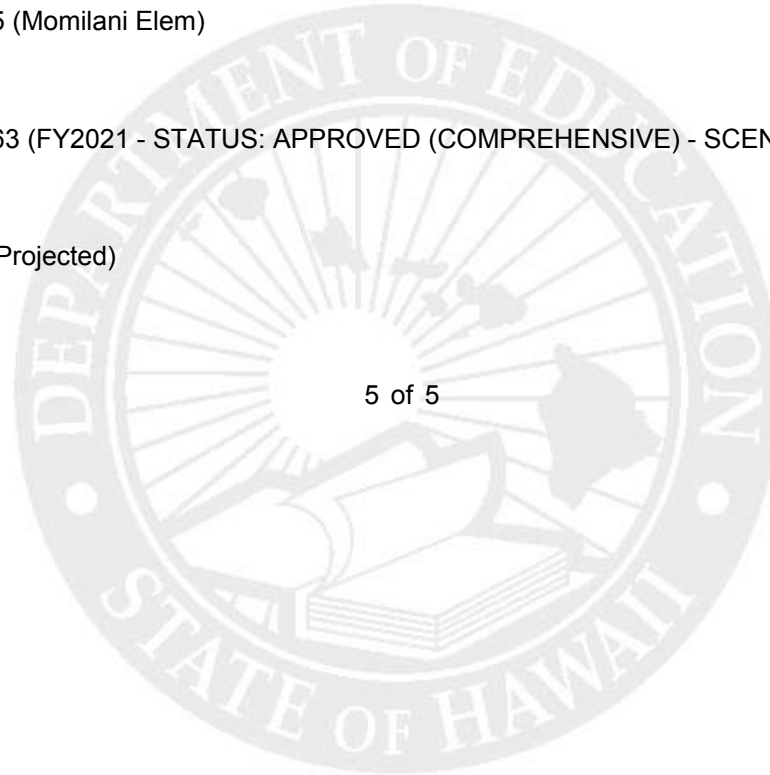 5 (Momilani Elem)
63 (FY2021 - STATUS: APPROVED (COMPREHENSIVE) - SCEN
Projected)
5 of 5
DEPARTMENT OF EDUCATION
STATE OF HAWAII